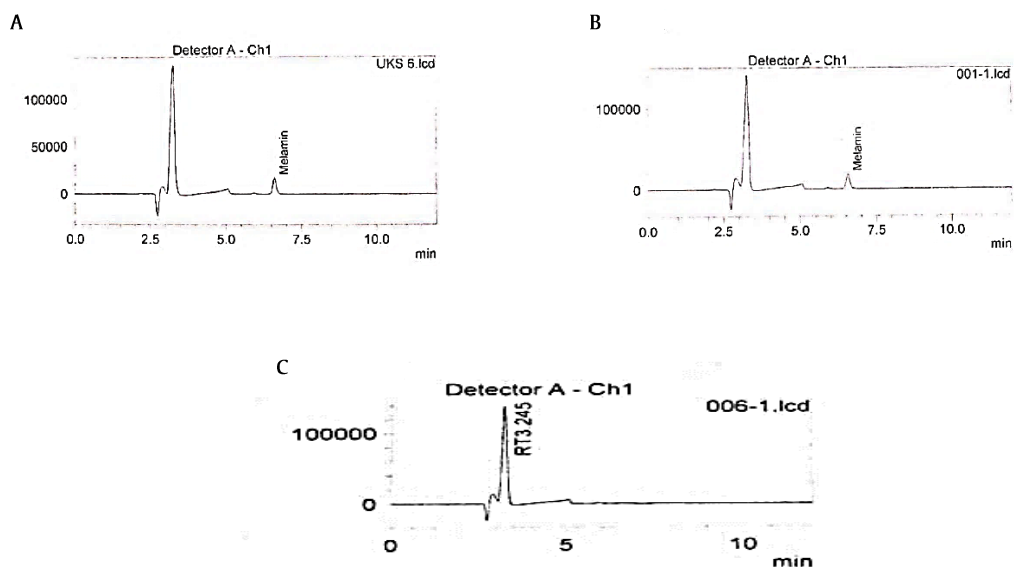 A
Detector A - Ch1
UKS 6.lcd
100000
50000
0
Melamin
0.0 2.5 5.0 7.5 10.0
min
B
Detector A - Ch1
001-1.lcd
100000
0
Melamin
0.0 2.5 5.0 7.5 10.0
min
C
Detector A - Ch1
006-1.lcd
100000
0
RT3 245
0 5 10
min